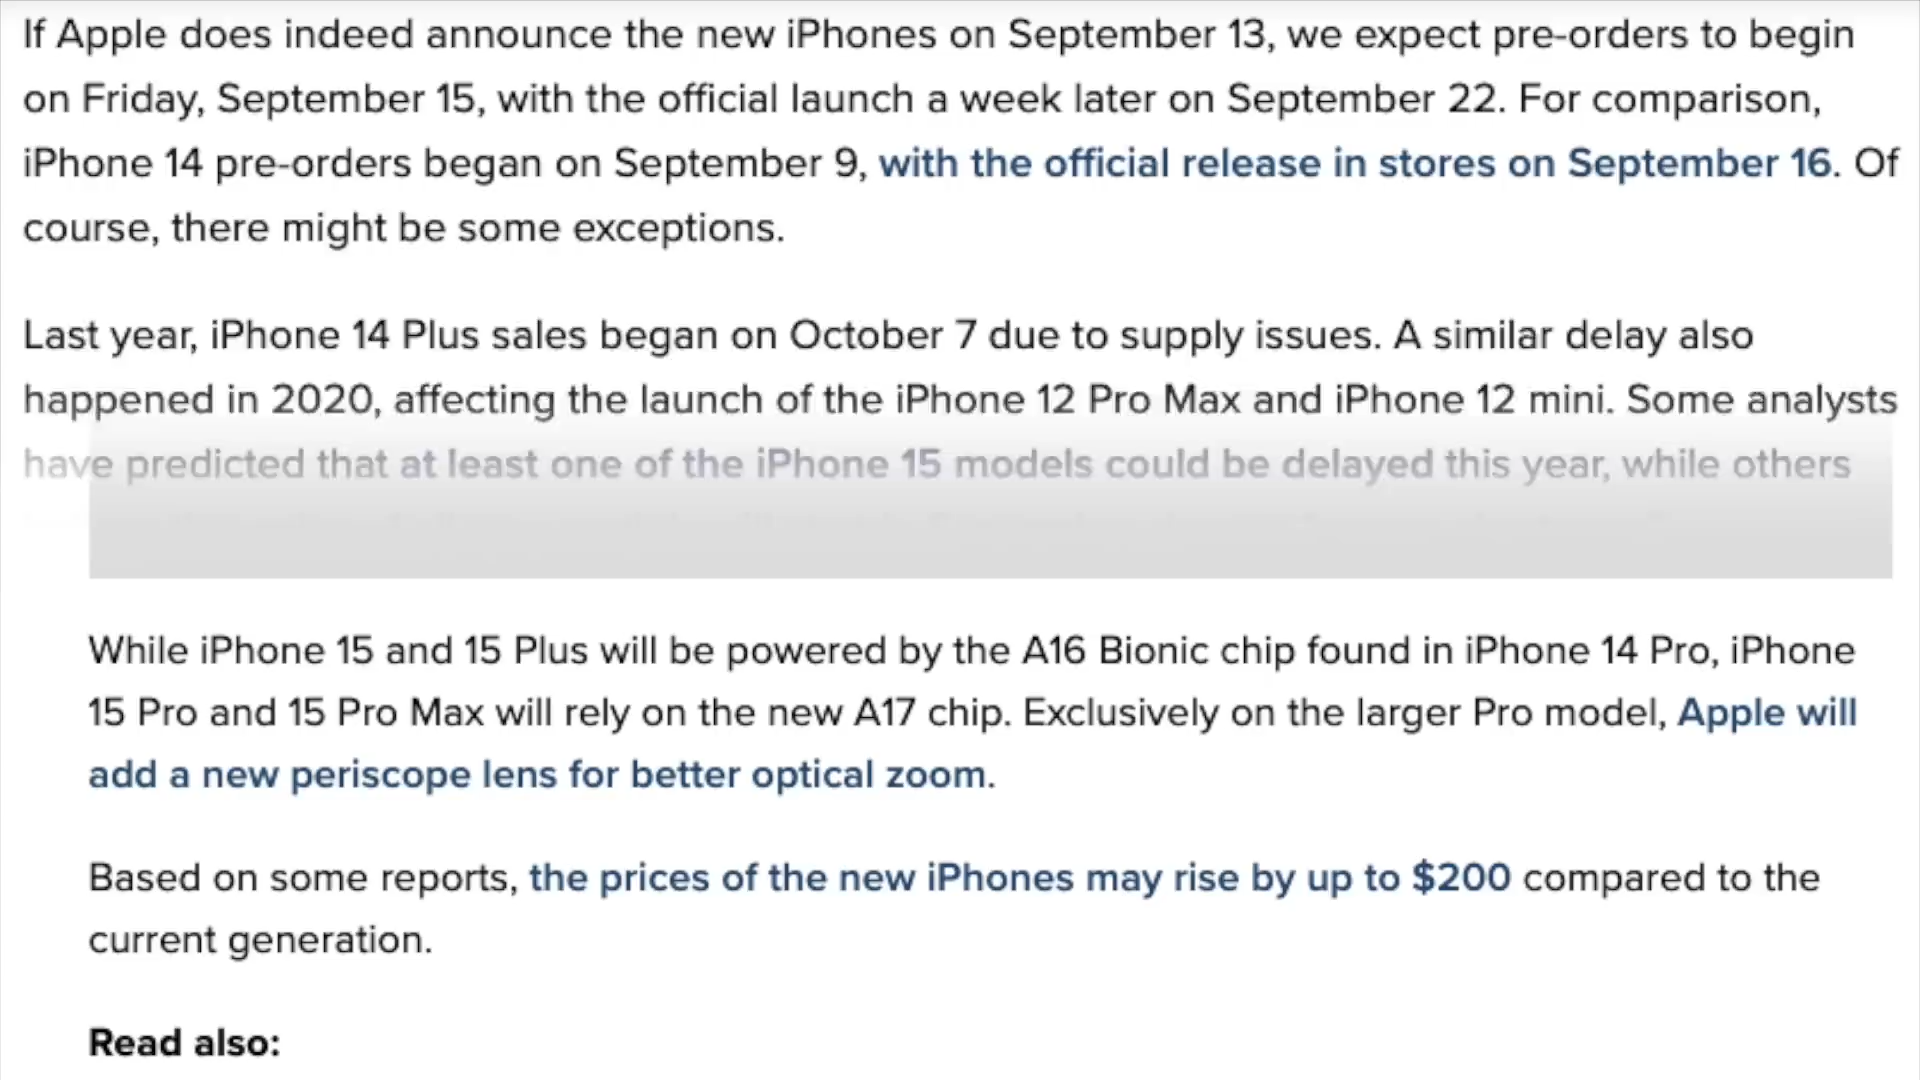 If Apple does indeed announce the new iPhones on September 13, we expect pre-orders to begin
on Friday, September 15, with the official launch a week later on September 22. For comparison,
iPhone 14 pre-orders began on September 9, with the official release in stores on September 16. Of
course, there might be some exceptions.
Last year, iPhone 14 Plus sales began on October 7 due to supply issues. A similar delay also
happened in 2020, affecting the launch of the iPhone 12 Pro Max and iPhone 12 mini. Some analysts
have predicted that at least one of the iPhone 15 models could be delayed this year, while others
While iPhone 15 and 15 Plus will be powered by the A16 Bionic chip found in iPhone 14 Pro, iPhone
15 Pro and 15 Pro Max will rely on the new A17 chip. Exclusively on the larger Pro model, Apple will
add a new periscope lens for better optical zoom.
Based on some reports, the prices of the new iPhones may rise by up to $200 compared to the
current generation.
Read also: